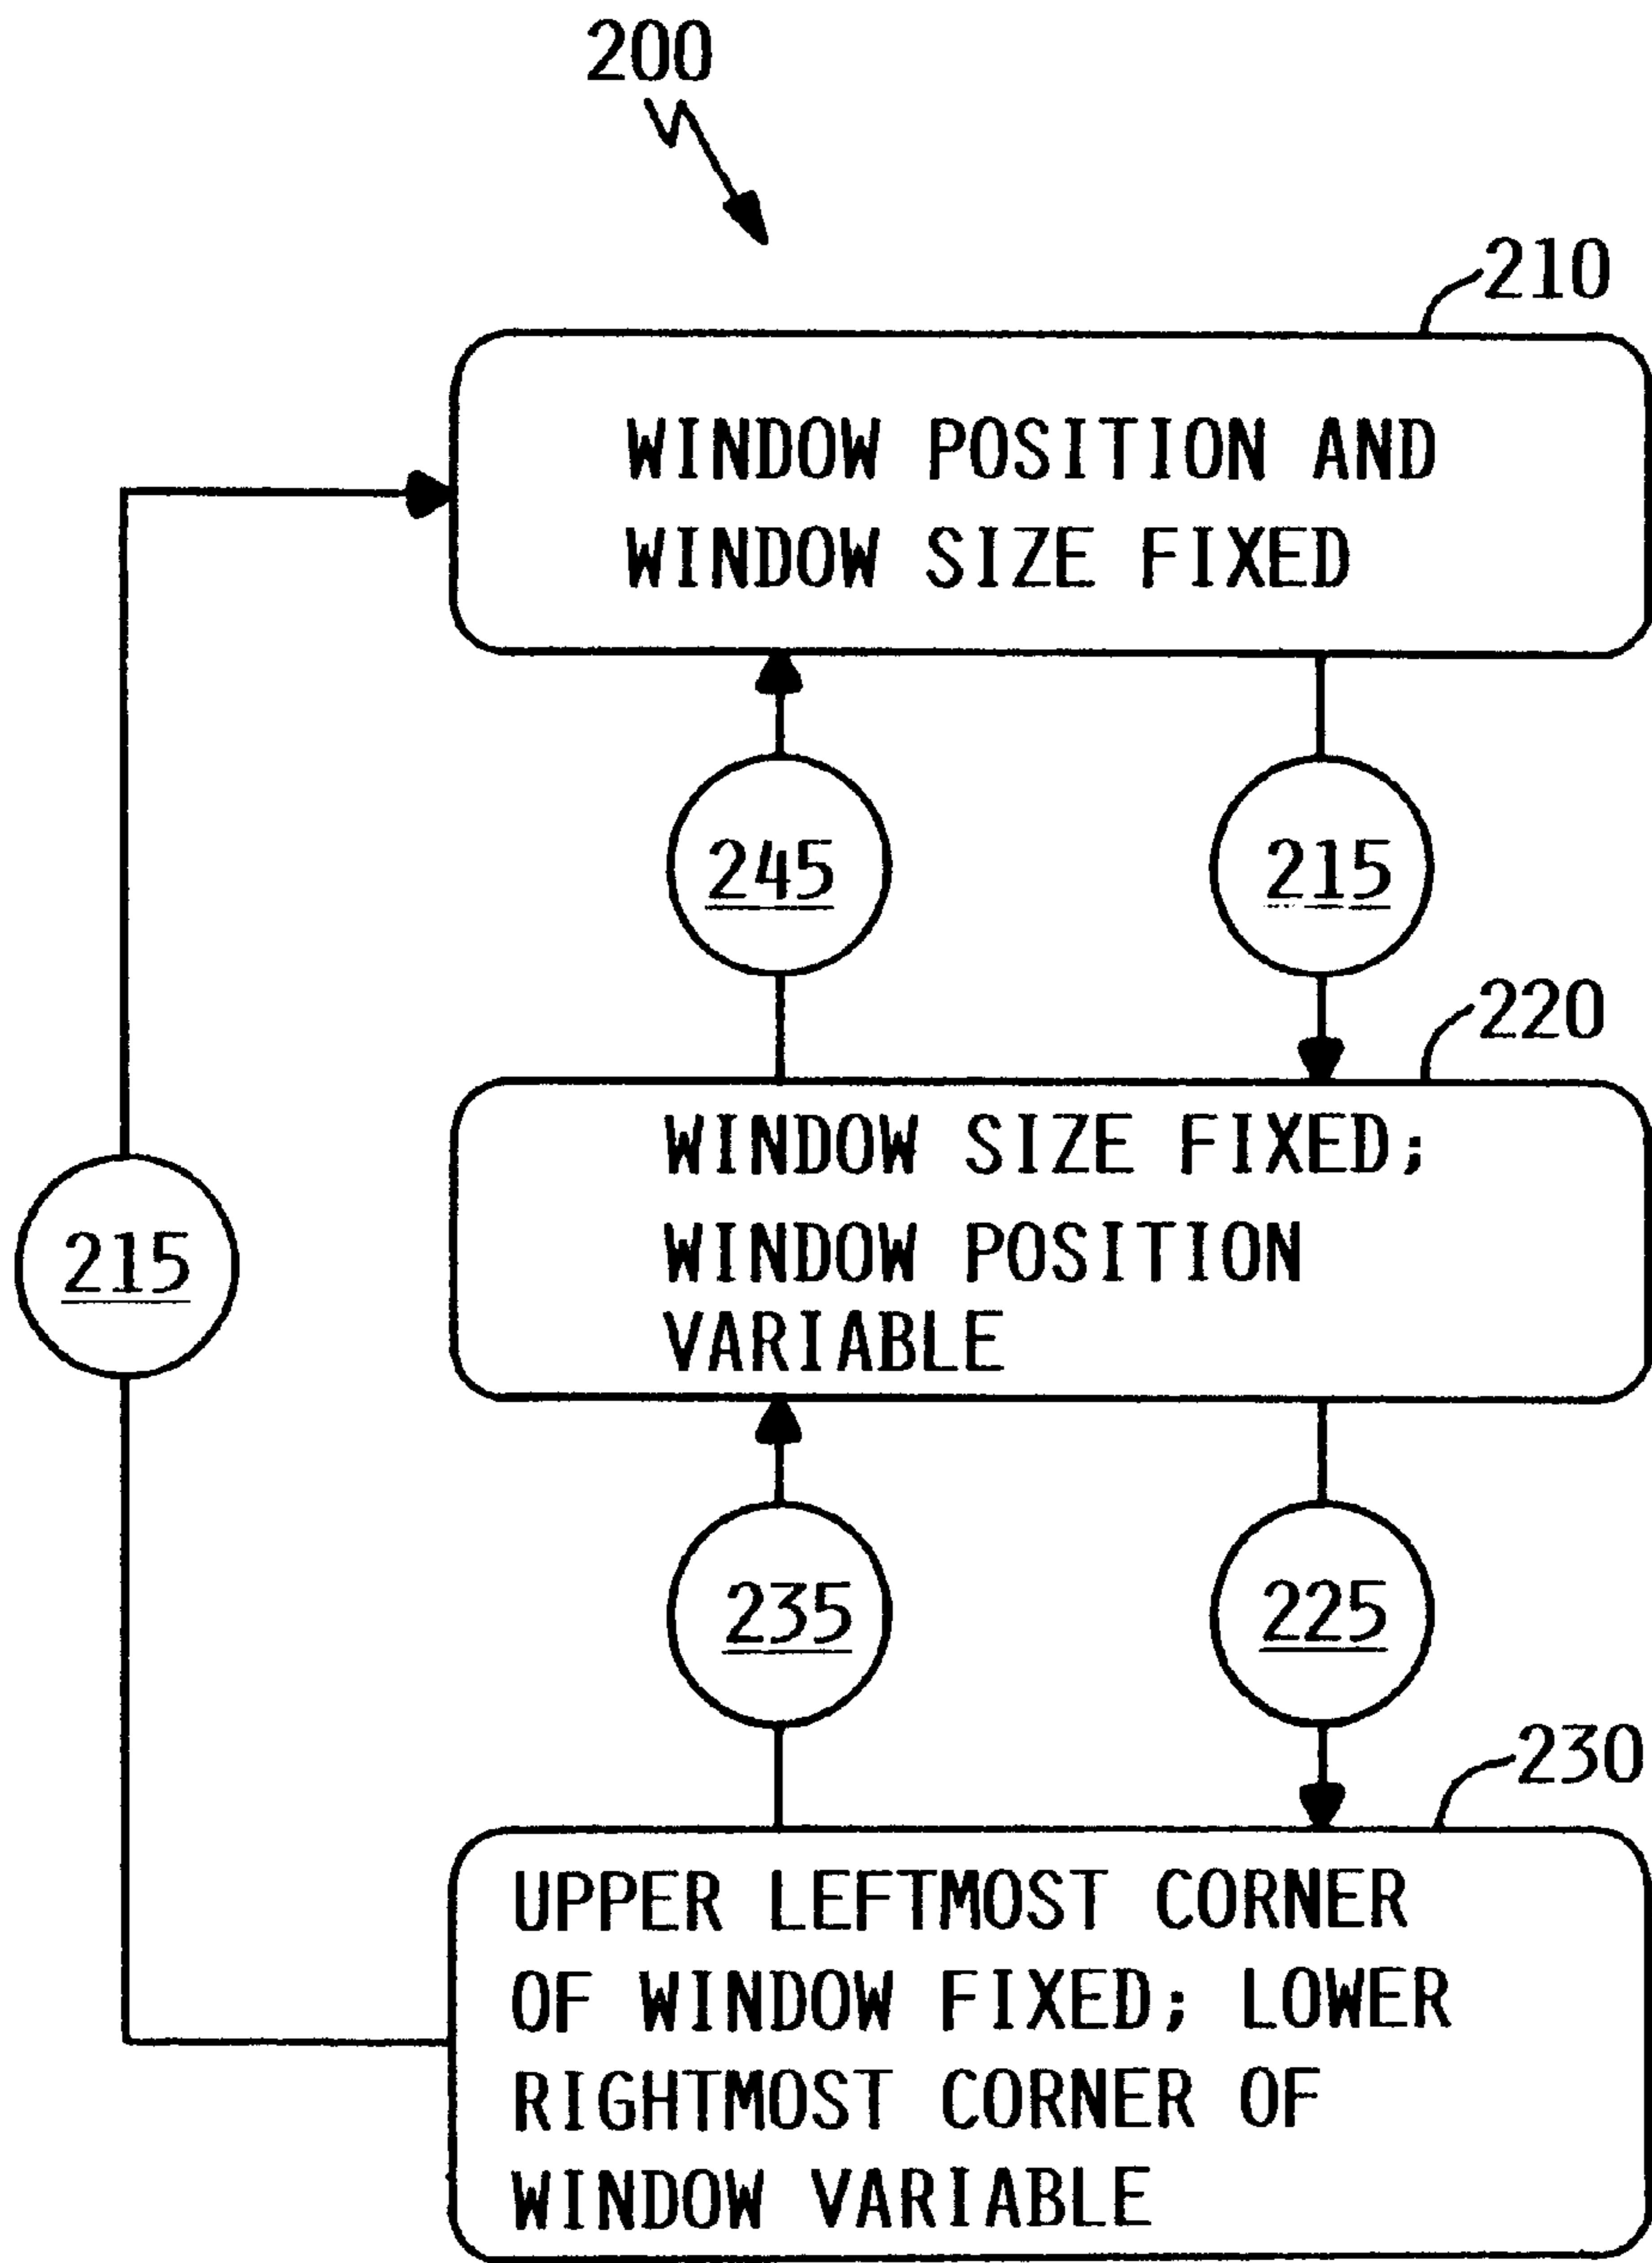 200
210
WINDOW POSITION AND
WINDOW SIZE FIXED
245
215
220
WINDOW SIZE FIXED;
WINDOW POSITION
VARIABLE
215
235
225
230
UPPER LEFTMOST CORNER
OF WINDOW FIXED; LOWER
RIGHTMOST CORNER OF
WINDOW VARIABLE